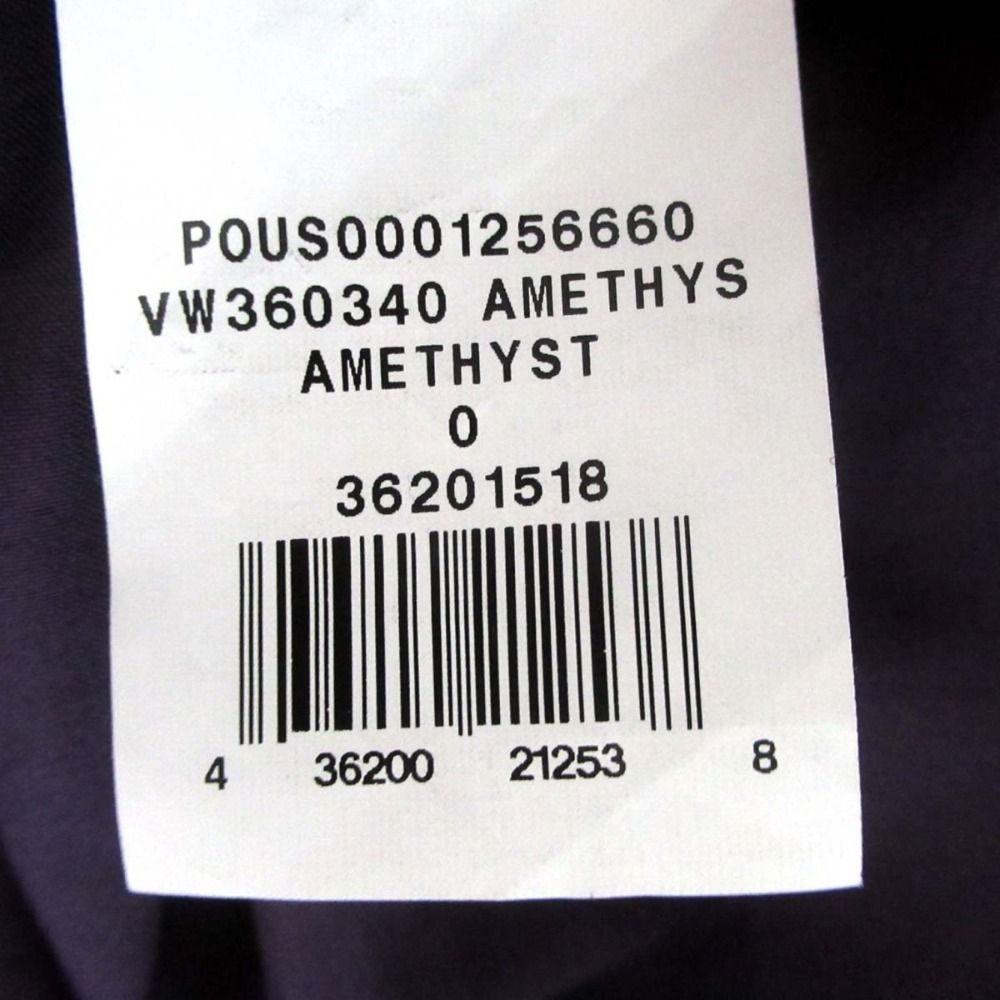 POUS0001256660
VW360340 AMETHYS
AMETHYST
0
36201518
4 36200 21253 8